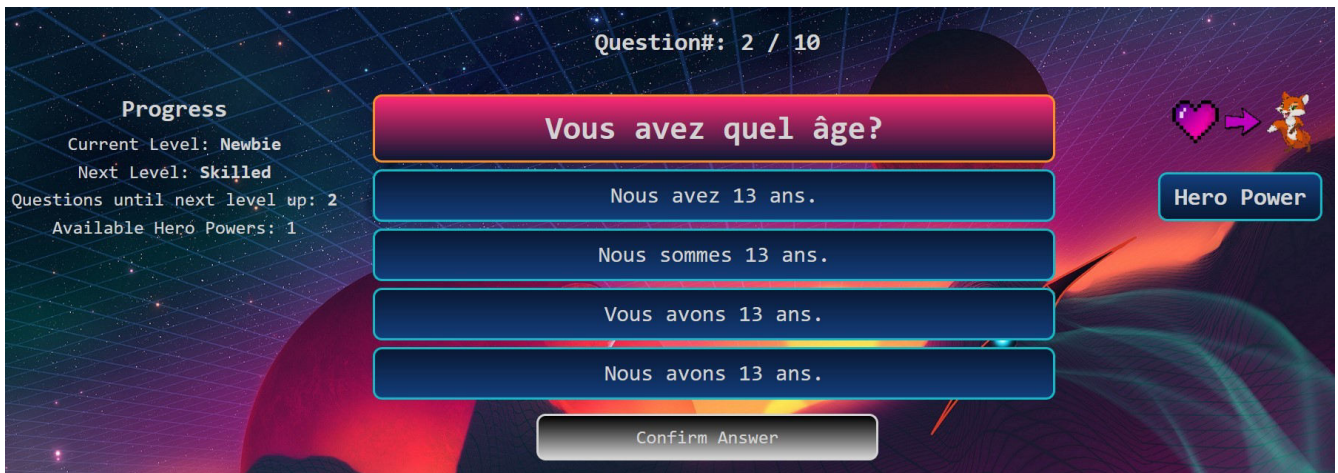 Question#: 2 / 10
Progress
Current Level: Newbie
Next Level: Skilled
Questions until next level up: 2
Available Hero Powers: 1
Vous avez quel âge?
Nous avez 13 ans.
Nous sommes 13 ans.
Vous avons 13 ans.
Nous avons 13 ans.
Confirm Answer
Hero Power